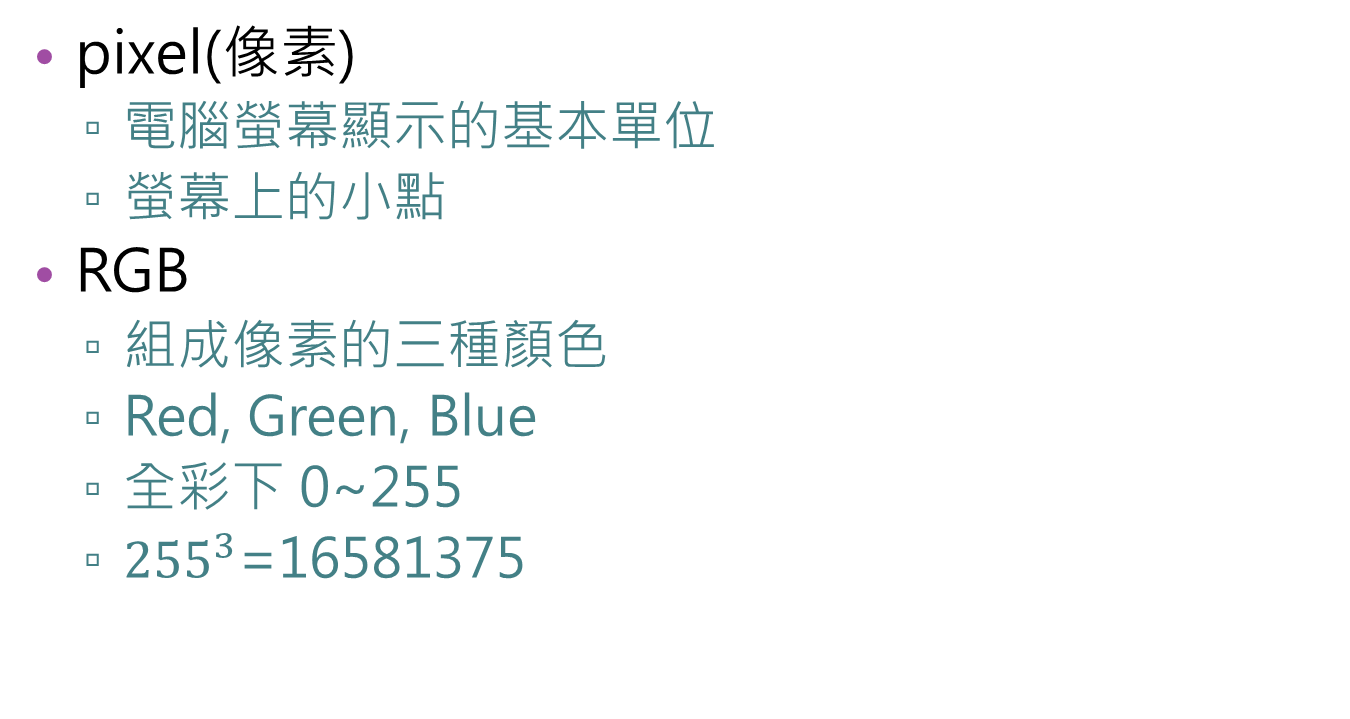 • pixel(像素)
▫ 電腦螢幕顯示的基本單位
▫ 螢幕上的小點
• RGB
▫ 組成像素的三種顏色
▫ Red, Green, Blue
▫ 全彩下 0~255
▫ 255³=16581375